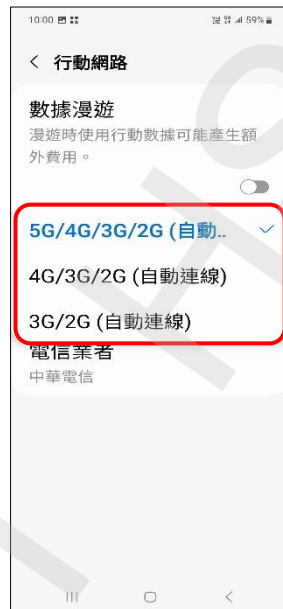 10:00
59%
行動網路
數據漫遊
漫遊時使用行動數據可能產生額
外費用。
5G/4G/3G/2G (自動..
4G/3G/2G (自動連線)
3G/2G (自動連線)
電信業者
中華電信